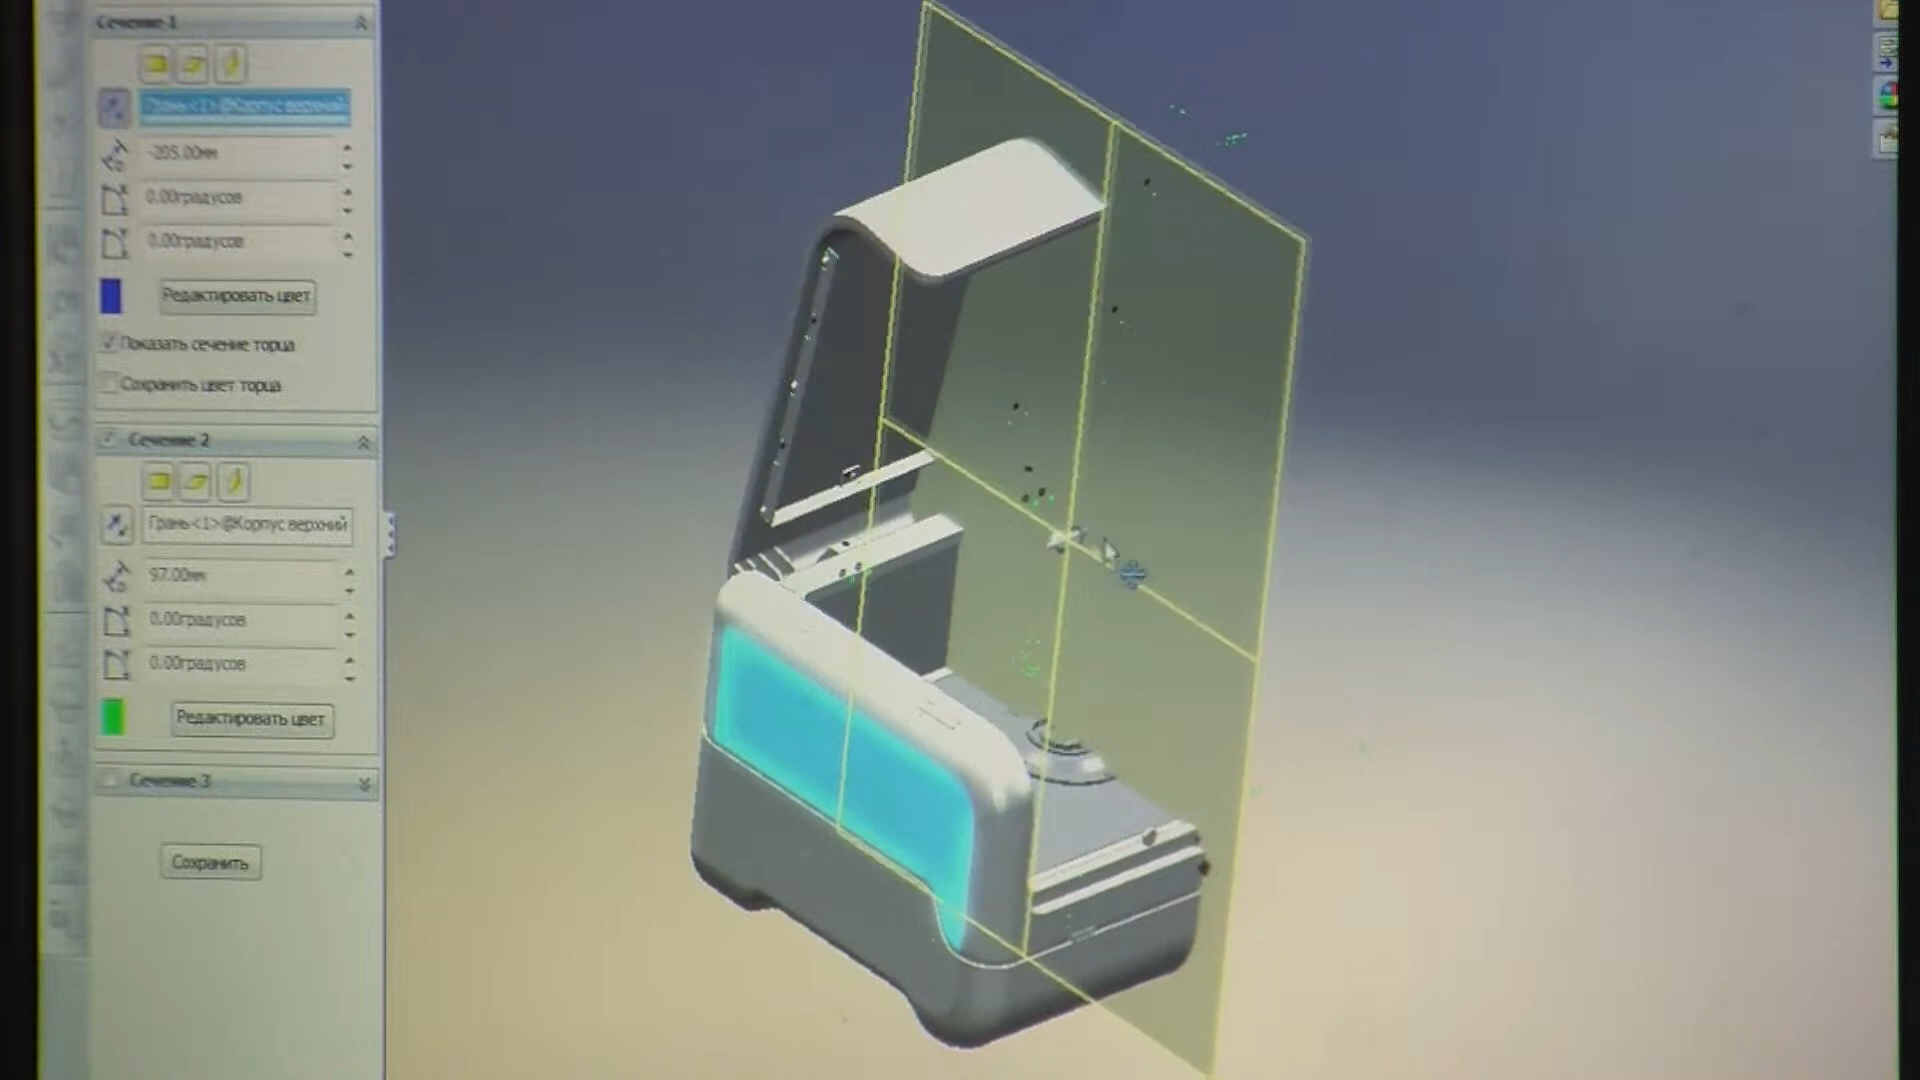 Сечение 1
Грань<1>@Корпус верхний
-205.00мм
0.00градусов
0.00градусов
Редактировать цвет
Показать сечение торца
Сохранить цвет торца
Сечение 2
Грань<1>@Корпус верхний
97.00мм
0.00градусов
0.00градусов
Редактировать цвет
Сечение 3
Сохранить